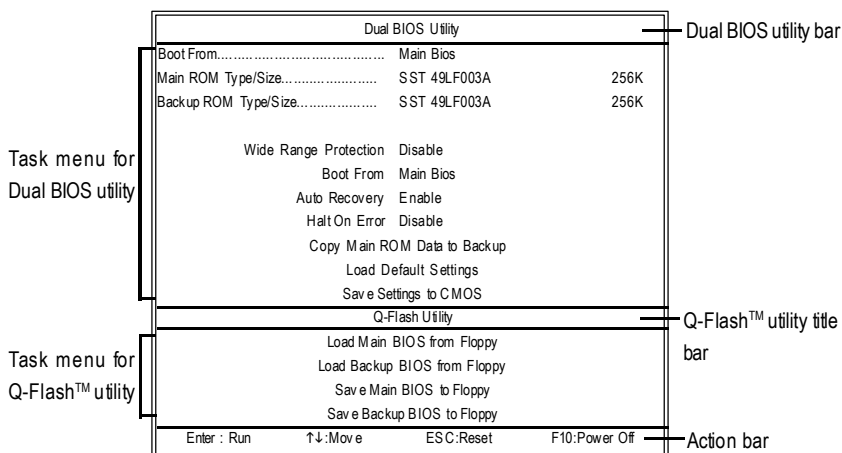 Dual BIOS Utility
Dual BIOS utility bar
Boot From........................................ Main Bios
Main ROM Type/Size....................... SST 49LF003A 256K
Backup ROM Type/Size................... SST 49LF003A 256K
Task menu for
Dual BIOS utility
Wide Range Protection Disable
Boot From Main Bios
Auto Recovery Enable
Halt On Error Disable
Copy Main ROM Data to Backup
Load Default Settings
Save Settings to CMOS
Q-Flash Utility
Q-Flash™ utility title
bar
Task menu for
Q-Flash™ utility
Load Main BIOS from Floppy
Load Backup BIOS from Floppy
Save Main BIOS to Floppy
Save Backup BIOS to Floppy
Enter : Run ↑↓:Move ESC:Reset F10:Power Off
Action bar